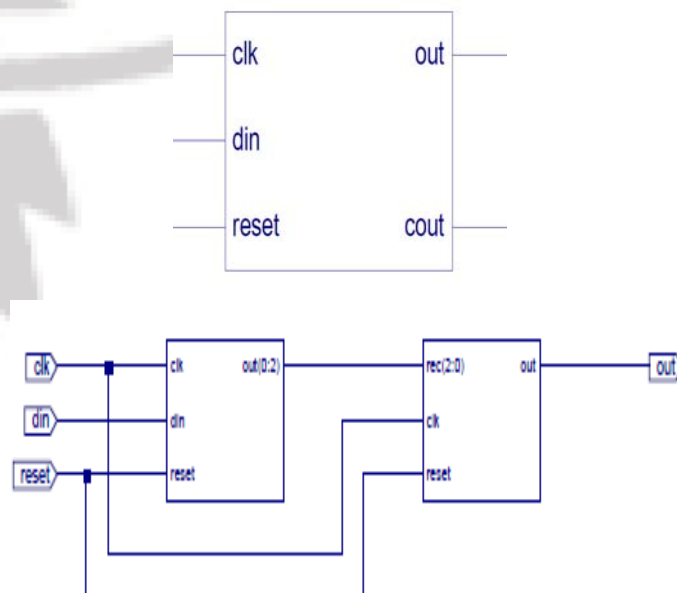 clk out
din
reset cout
clk clk out(0:2) rec(2:0) out out
din din clk
reset reset reset